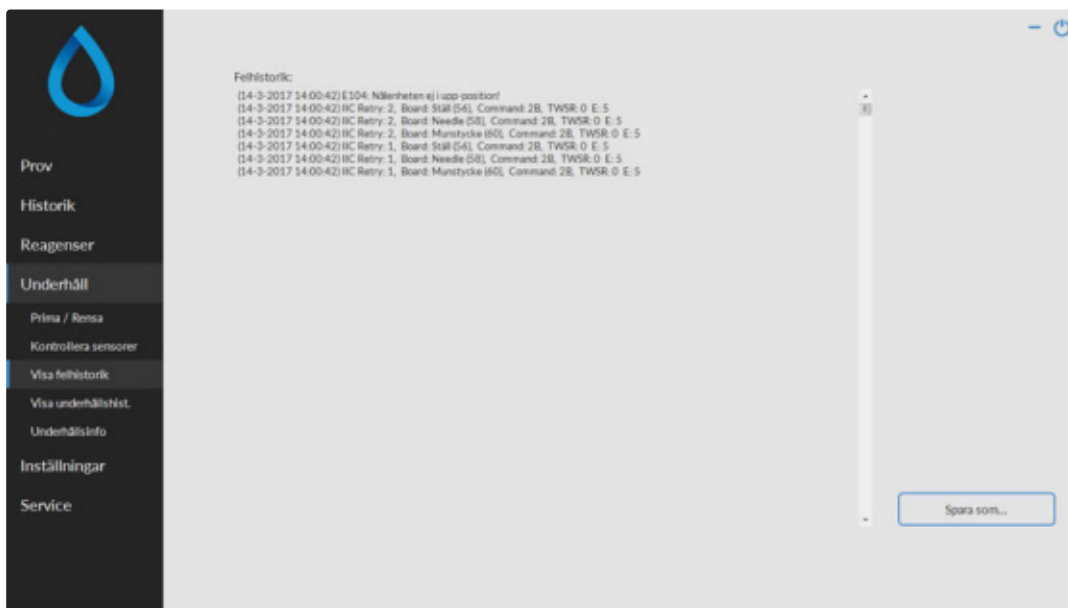 Prov
Historik
Reagenser
Underhåll
Prima / Rensa
Kontrollera sensorer
Visa felhistorik
Visa underhållshist.
Underhållsinfo
Inställningar
Service
Felhistorik:
(14-3-2017 14:00:42) E104: Nålenheten ej i upp-position!
(14-3-2017 14:00:42) IIC Retry: 2, Board: Ställ (56), Command: 2B, TWSR: 0 E: 5
(14-3-2017 14:00:42) IIC Retry: 2, Board: Needle (58), Command: 2B, TWSR: 0 E: 5
(14-3-2017 14:00:42) IIC Retry: 2, Board: Munstycke (60), Command: 2B, TWSR: 0 E: 5
(14-3-2017 14:00:42) IIC Retry: 1, Board: Ställ (56), Command: 2B, TWSR: 0 E: 5
(14-3-2017 14:00:42) IIC Retry: 1, Board: Needle (58), Command: 2B, TWSR: 0 E: 5
(14-3-2017 14:00:42) IIC Retry: 1, Board: Munstycke (60), Command: 2B, TWSR: 0 E: 5
Spara som...